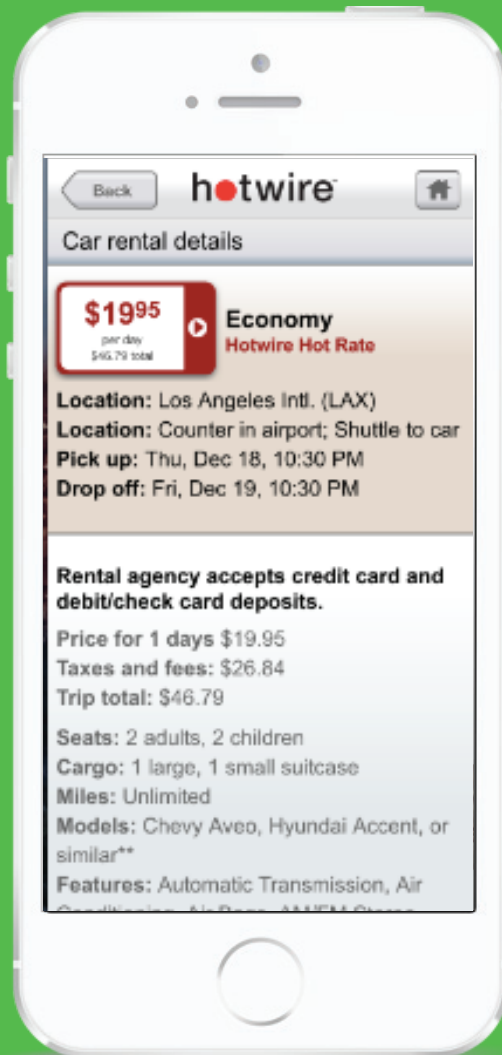 Back
hotwire
Car rental details
$1995
per day
$46.79 total
Economy
Hotwire Hot Rate
Location: Los Angeles Intl. (LAX)
Location: Counter in airport; Shuttle to car
Pick up: Thu, Dec 18, 10:30 PM
Drop off: Fri, Dec 19, 10:30 PM
Rental agency accepts credit card and
debit/check card deposits.
Price for 1 days $19.95
Taxes and fees: $26.84
Trip total: $46.79
Seats: 2 adults, 2 children
Cargo: 1 large, 1 small suitcase
Miles: Unlimited
Models: Chevy Aveo, Hyundai Accent, or
similar**
Features: Automatic Transmission, Air